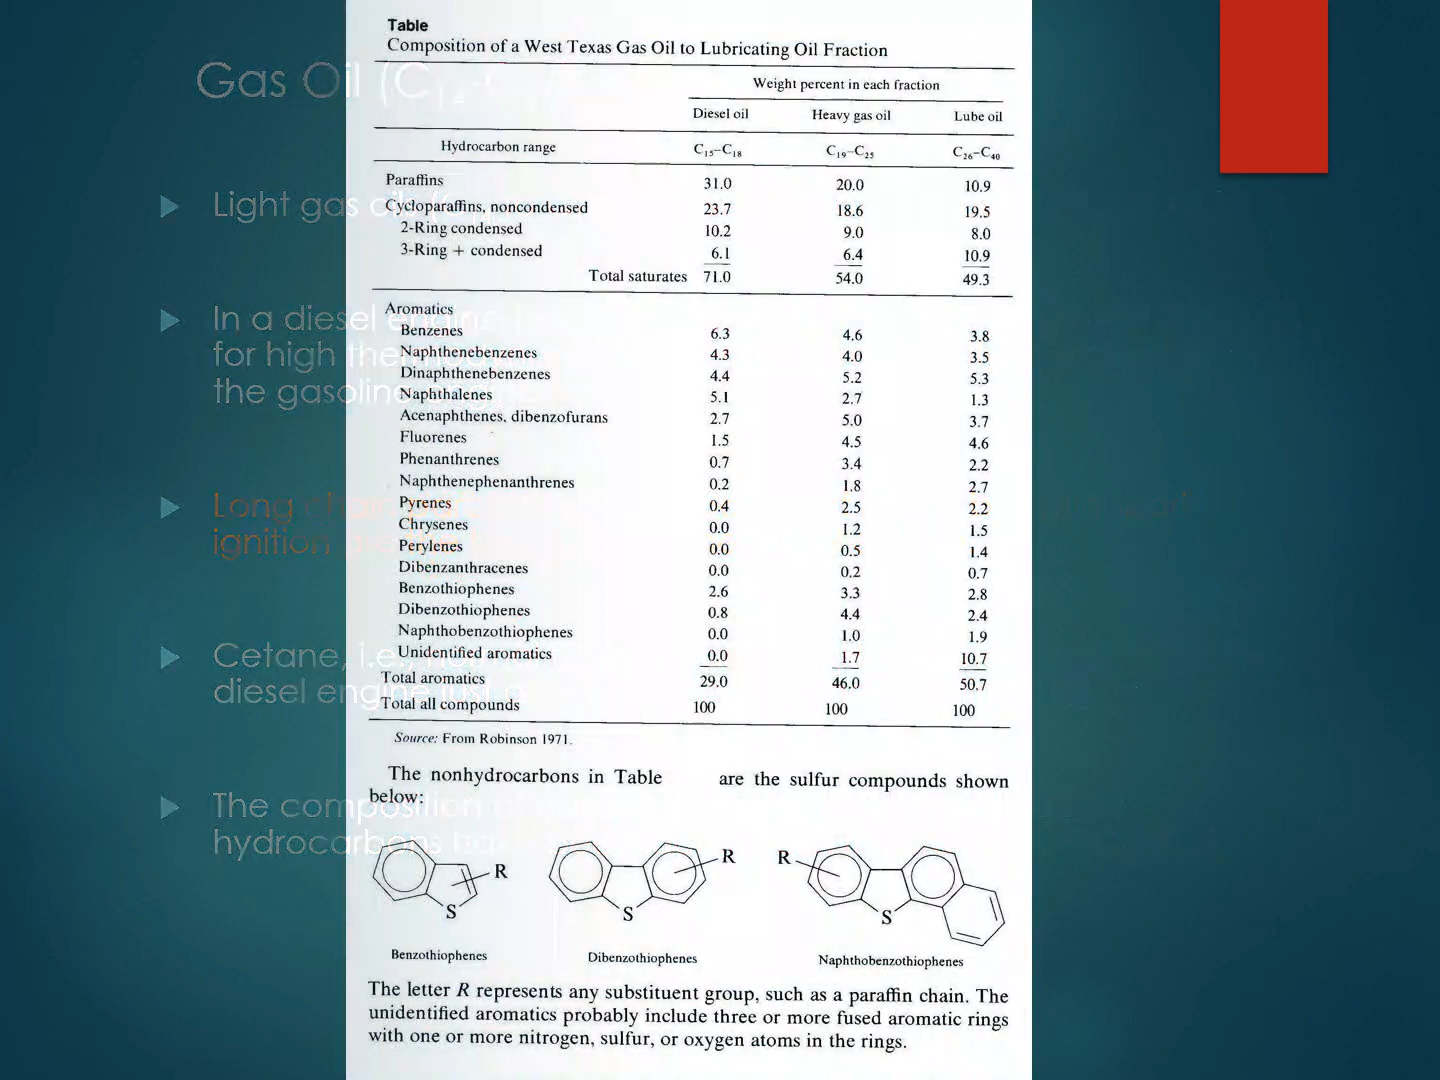 Table
Composition of a West Texas Gas Oil to Lubricating Oil Fraction
Weight percent in each fraction
Diesel oil Heavy gas oil Lube oil
Hydrocarbon range C₁₅–C₁₈ C₁₉–C₂₅ C₂₆–C₄₀
Paraffins 31.0 20.0 10.9
Cycloparaffins, noncondensed 23.7 18.6 19.5
2-Ring condensed 10.2 9.0 8.0
3-Ring + condensed 6.1 6.4 10.9
Total saturates 71.0 54.0 49.3
Aromatics
Benzenes 6.3 4.6 3.8
Naphthenebenzenes 4.3 4.0 3.5
Dinaphthenebenzenes 4.4 5.2 5.3
Naphthalenes 5.1 2.7 1.3
Acenaphthenes, dibenzofurans 2.7 5.0 3.7
Fluorenes 1.5 4.5 4.6
Phenanthrenes 0.7 3.4 2.2
Naphthenephenanthrenes 0.2 1.8 2.7
Pyrenes 0.4 2.5 2.2
Chrysenes 0.0 1.2 1.5
Perylenes 0.0 0.5 1.4
Dibenzanthracenes 0.0 0.2 0.7
Benzothiophenes 2.6 3.3 2.8
Dibenzothiophenes 0.8 4.4 2.4
Naphthobenzothiophenes 0.0 1.0 1.9
Unidentified aromatics 0.0 1.7 10.7
Total aromatics 29.0 46.0 50.7
Total all compounds 100 100 100
Source: From Robinson 1971.
The nonhydrocarbons in Table are the sulfur compounds shown
below:
R R R
S S S
Benzothiophenes Dibenzothiophenes Naphthobenzothiophenes
The letter R represents any substituent group, such as a paraffin chain. The
unidentified aromatics probably include three or more fused aromatic rings
with one or more nitrogen, sulfur, or oxygen atoms in the rings.
Gas Oil
Light gas
In a diesel engine
for high
the gasoline
Long
ignition
Cetane, i.e.,
diesel engine
The composition
hydrocarbons